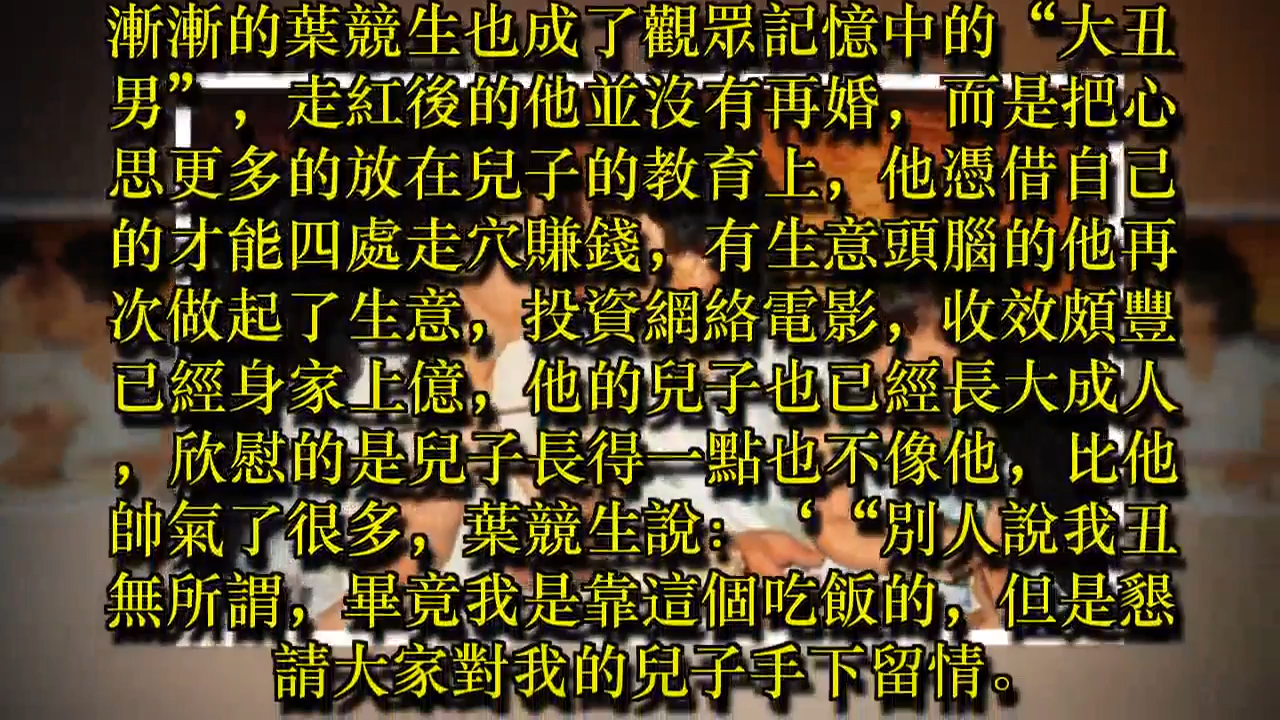 漸漸的葉競生也成了觀眾記憶中的“大丑
男”，走紅後的他並沒有再婚，而是把心
思更多的放在兒子的教育上，他憑借自己
的才能四處走穴賺錢，有生意頭腦的他再
次做起了生意，投資網絡電影，收效頗豐
已經身家上億，他的兒子也已經長大成人
，欣慰的是兒子長得一點也不像他，比他
帥氣了很多，葉競生說：‘“別人說我丑
無所謂，畢竟我是靠這個吃飯的，但是懇
請大家對我的兒子手下留情。